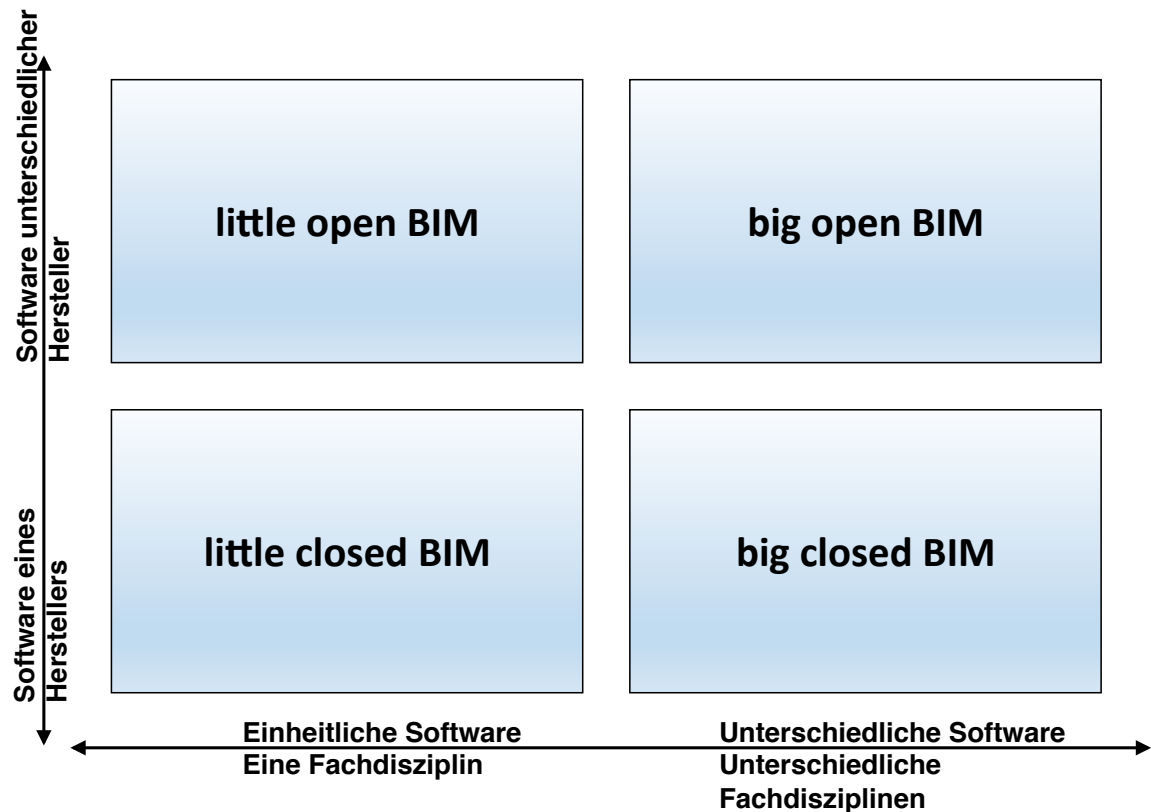 Software unterschiedlicher
Hersteller
little open BIM
big open BIM
Software eines
Herstellers
little closed BIM
big closed BIM
Einheitliche Software
Eine Fachdisziplin
Unterschiedliche Software
Unterschiedliche
Fachdisziplinen